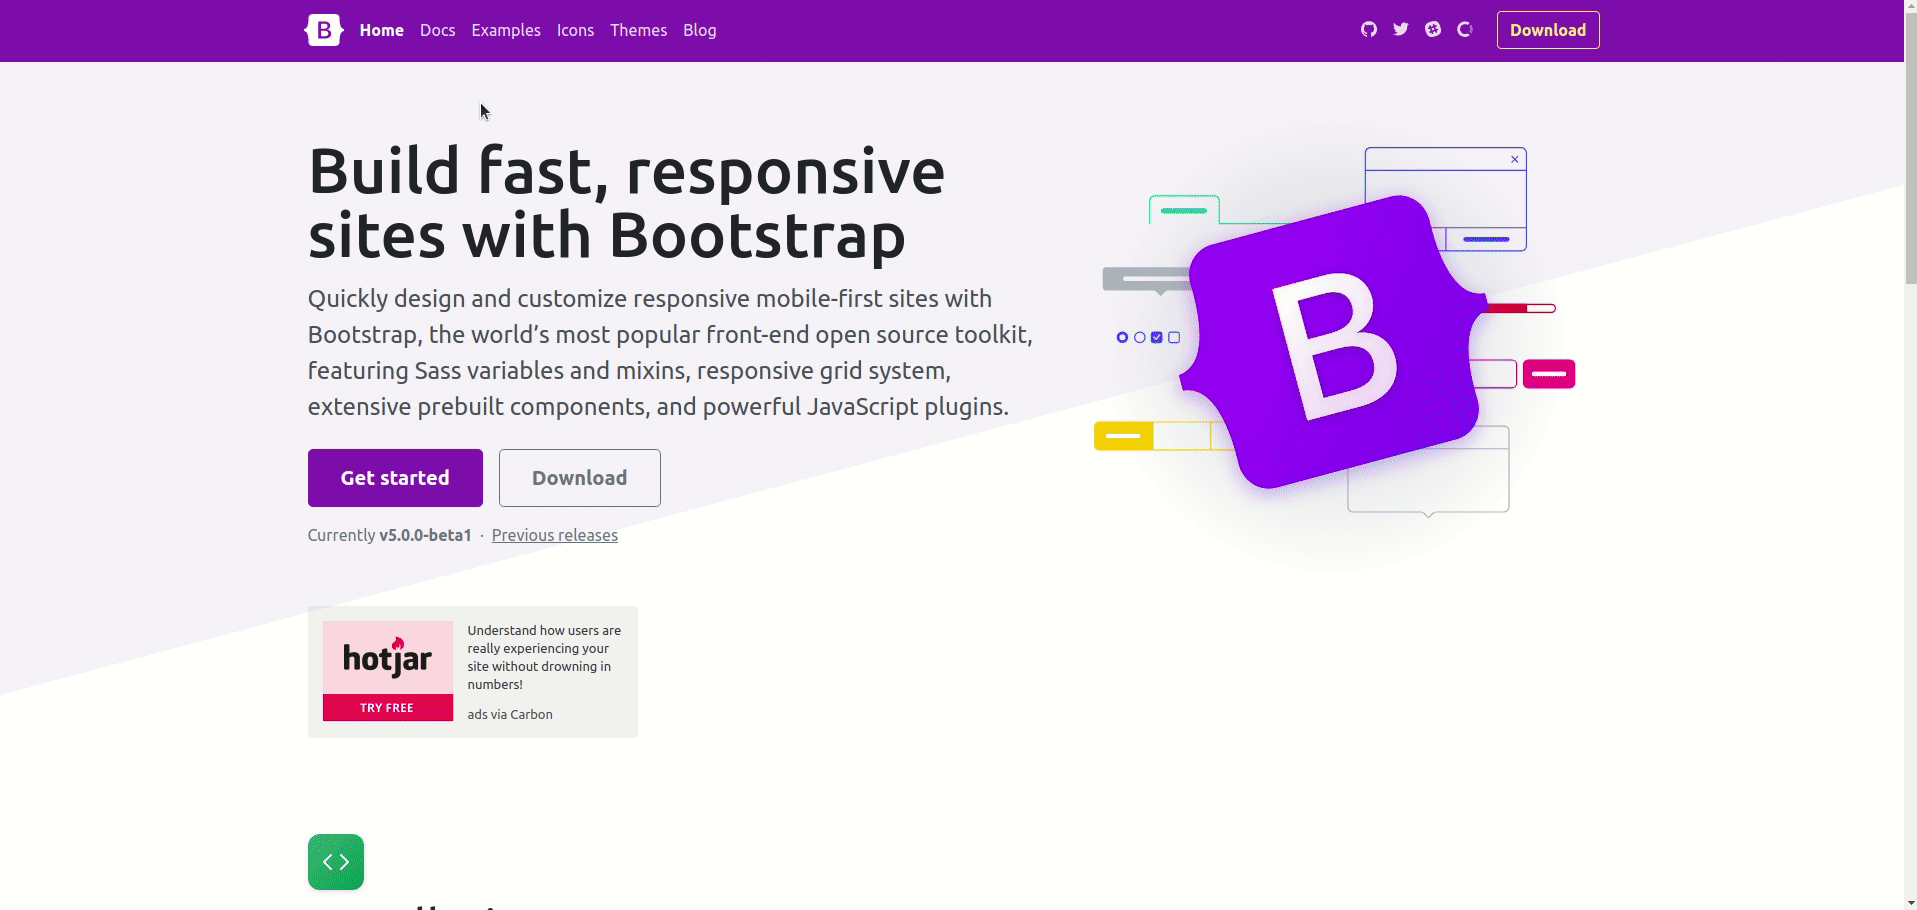 B Home Docs Examples Icons Themes Blog Download
Build fast, responsive
sites with Bootstrap
Quickly design and customize responsive mobile-first sites with
Bootstrap, the world’s most popular front-end open source toolkit,
featuring Sass variables and mixins, responsive grid system,
extensive prebuilt components, and powerful JavaScript plugins.
Get started Download
Currently v5.0.0-beta1 · Previous releases
B
hotjar
TRY FREE
Understand how users are
really experiencing your
site without drowning in
numbers!
ads via Carbon